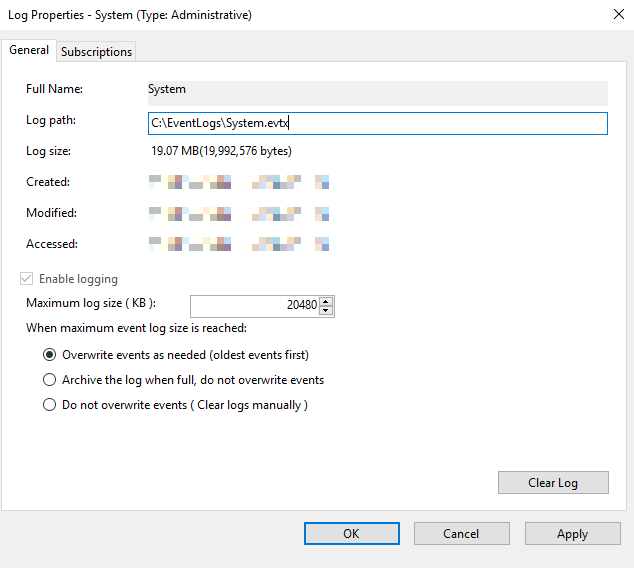 Log Properties - System (Type: Administrative)
General
Subscriptions
Full Name:
System
Log path:
C:\EventLogs\System.evtx
Log size:
19.07 MB(19,992,576 bytes)
Created:
Modified:
Accessed:
Enable logging
Maximum log size ( KB ):
20480
When maximum event log size is reached:
Overwrite events as needed (oldest events first)
Archive the log when full, do not overwrite events
Do not overwrite events ( Clear logs manually )
Clear Log
OK
Cancel
Apply